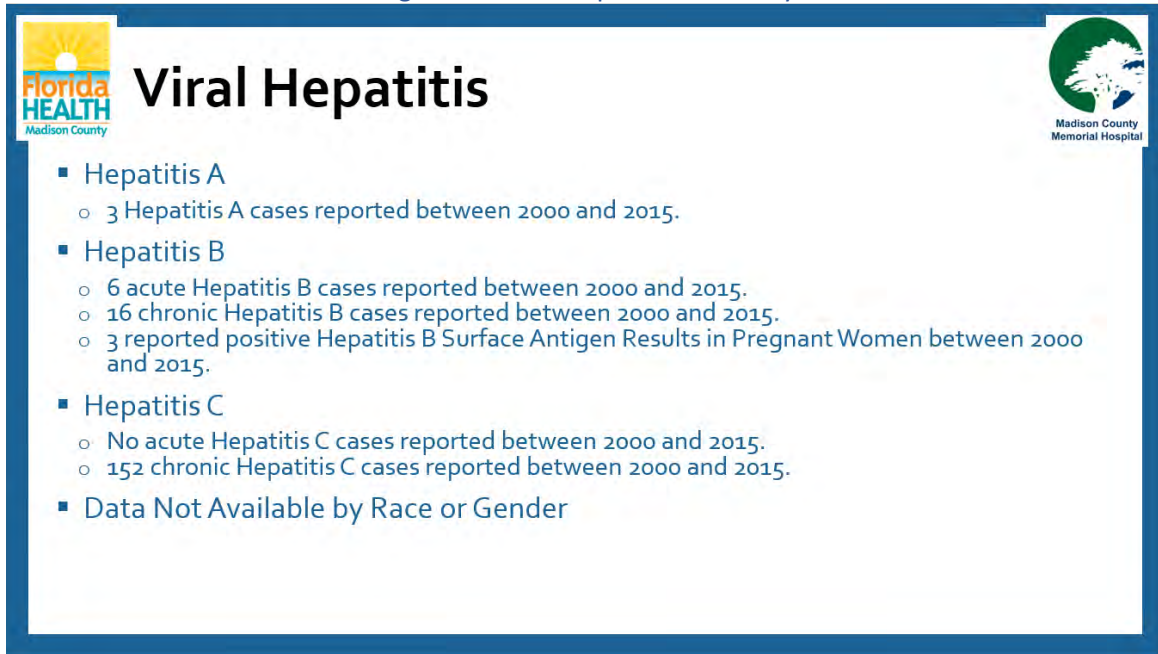 Florida
HEALTH
Madison County
Viral Hepatitis
Madison County
Memorial Hospital
▪ Hepatitis A
o 3 Hepatitis A cases reported between 2000 and 2015.
▪ Hepatitis B
o 6 acute Hepatitis B cases reported between 2000 and 2015.
o 16 chronic Hepatitis B cases reported between 2000 and 2015.
o 3 reported positive Hepatitis B Surface Antigen Results in Pregnant Women between 2000
and 2015.
▪ Hepatitis C
o No acute Hepatitis C cases reported between 2000 and 2015.
o 152 chronic Hepatitis C cases reported between 2000 and 2015.
▪ Data Not Available by Race or Gender